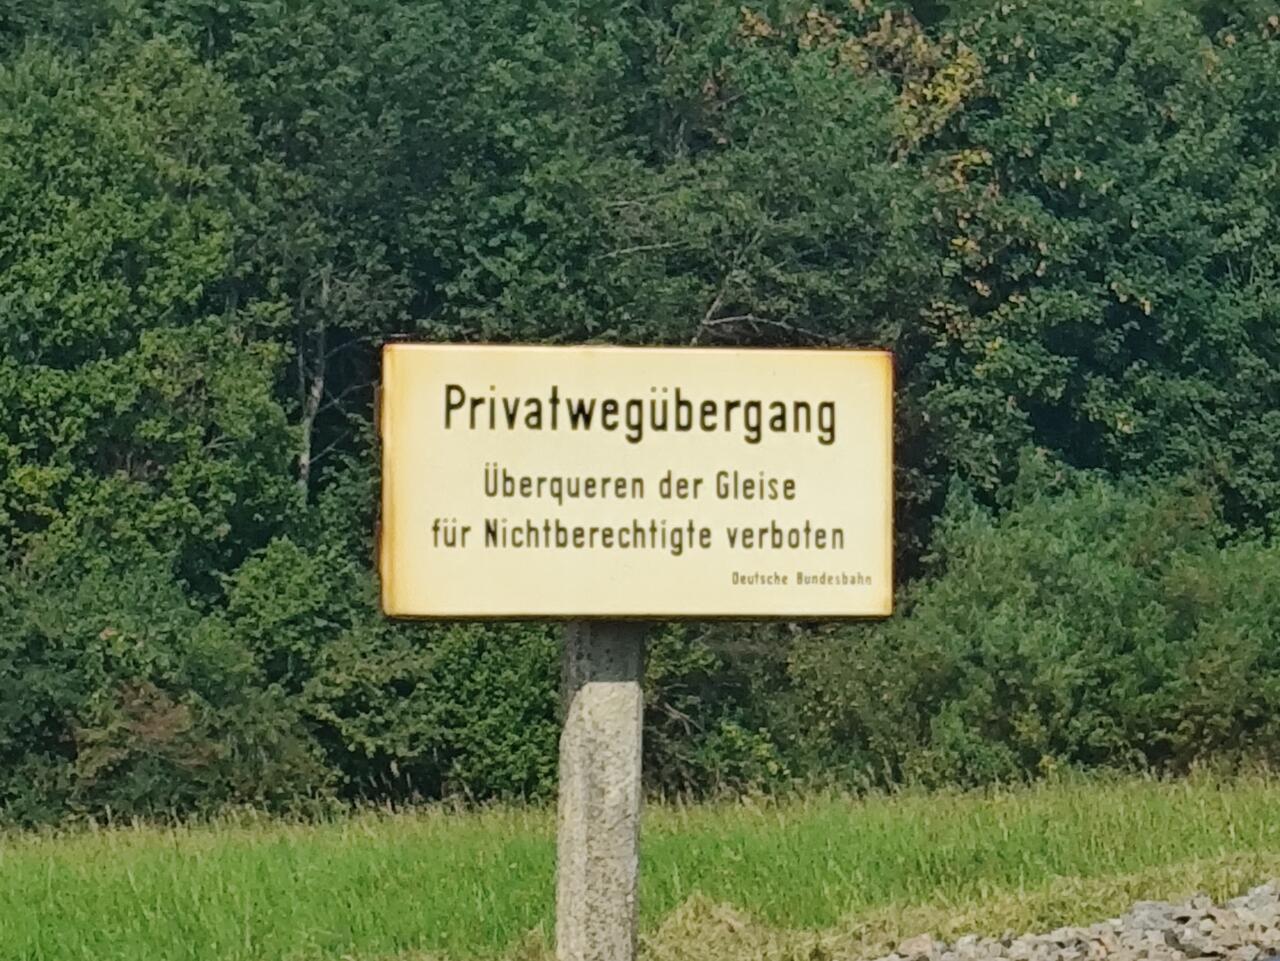 Privatwegübergang
Überqueren der Gleise
für Nichtberechtigte verboten
Deutsche Bundesbahn